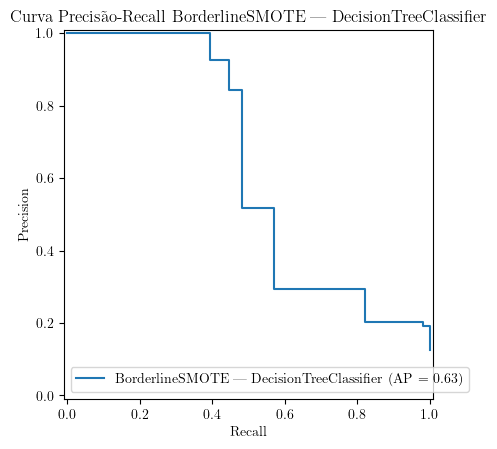 Curva Precisão-Recall BorderlineSMOTE — DecisionTreeClassifier
1.0
0.8
0.6
0.4
0.2
0.0
Precision
BorderlineSMOTE — DecisionTreeClassifier (AP = 0.63)
0.0 0.2 0.4 0.6 0.8 1.0
Recall